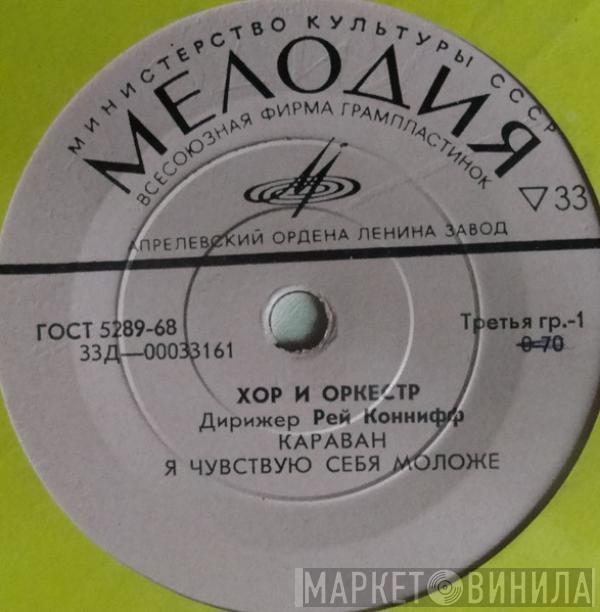 МИНИСТЕРСТВО КУЛЬТУРЫ СССР
МЕЛОДИЯ
ВСЕСОЮЗНАЯ ФИРМА ГРАМПЛАСТИНОК
▽33
АПРЕЛЕВСКИЙ ОРДЕНА ЛЕНИНА ЗАВОД
ГОСТ 5289-68
Третья гр.-1
33Д—00033161
0-70
ХОР И ОРКЕСТР
Дирижер Рей Коннифф
КАРАВАН
Я ЧУВСТВУЮ СЕБЯ МОЛОЖЕ
МАРКЕТ ВИНИЛА